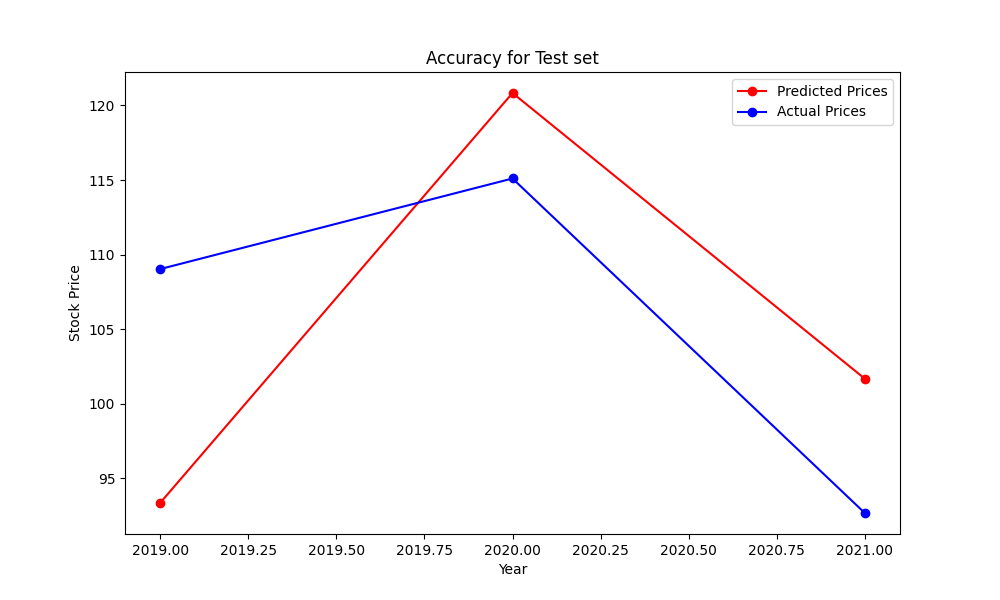 Accuracy for Test set
Predicted Prices
Actual Prices
Stock Price
120
115
110
105
100
95
2019.00 2019.25 2019.50 2019.75 2020.00 2020.25 2020.50 2020.75 2021.00
Year